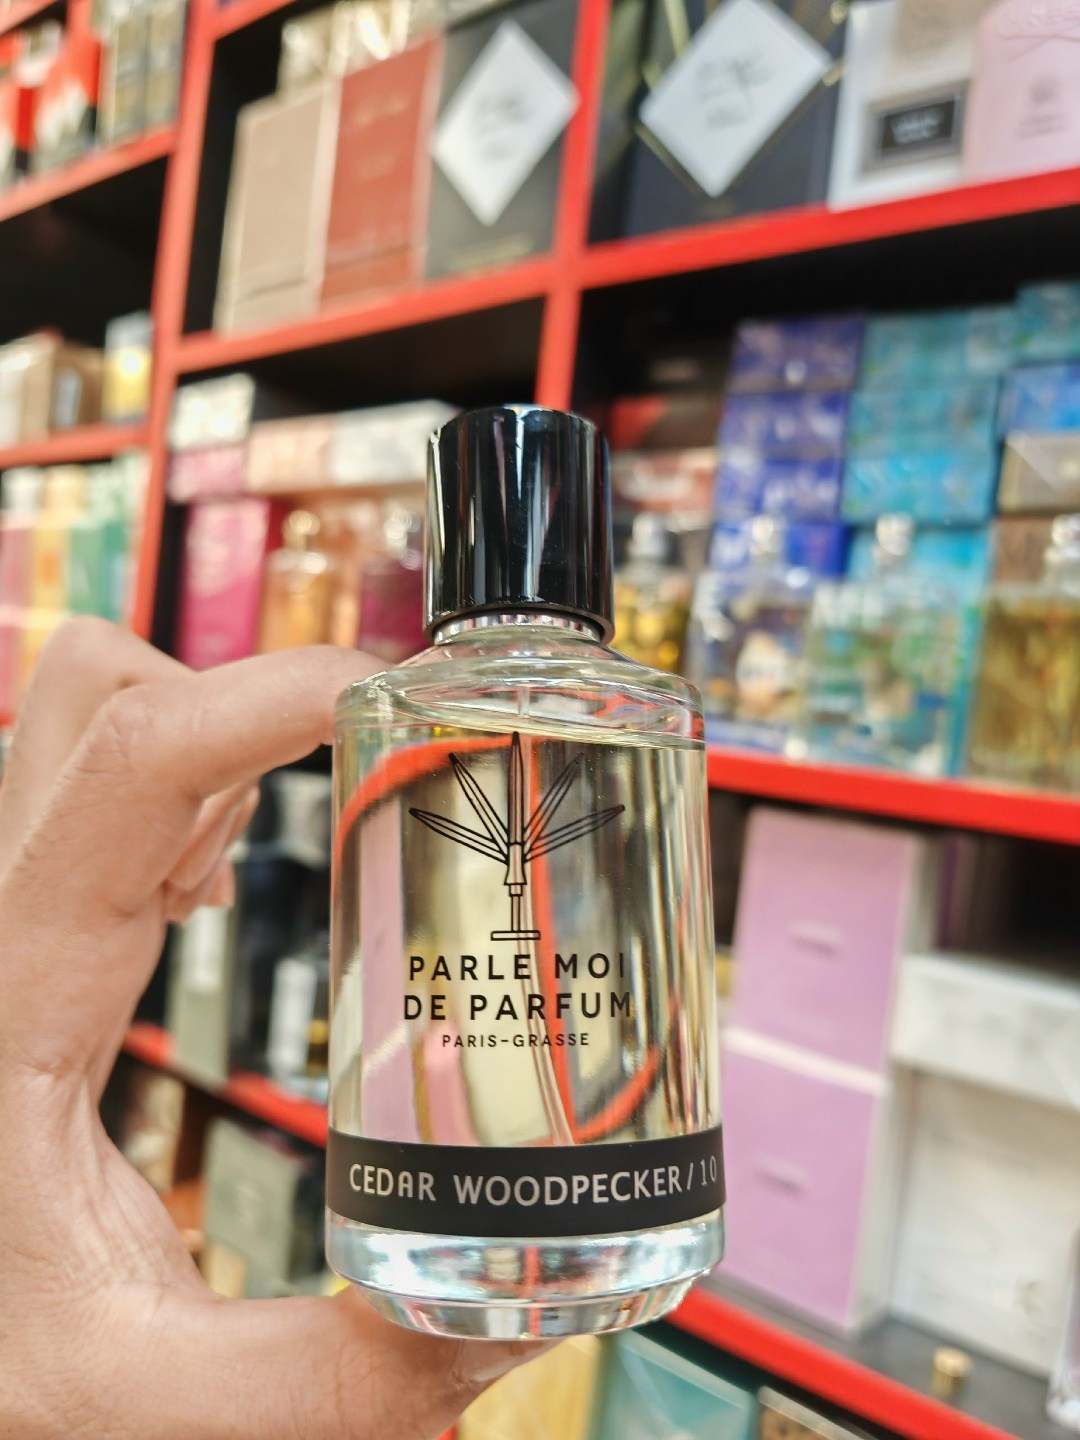 PARLE MOI
DE PARFUM
PARIS-GRASSE
CEDAR WOODPECKER/10